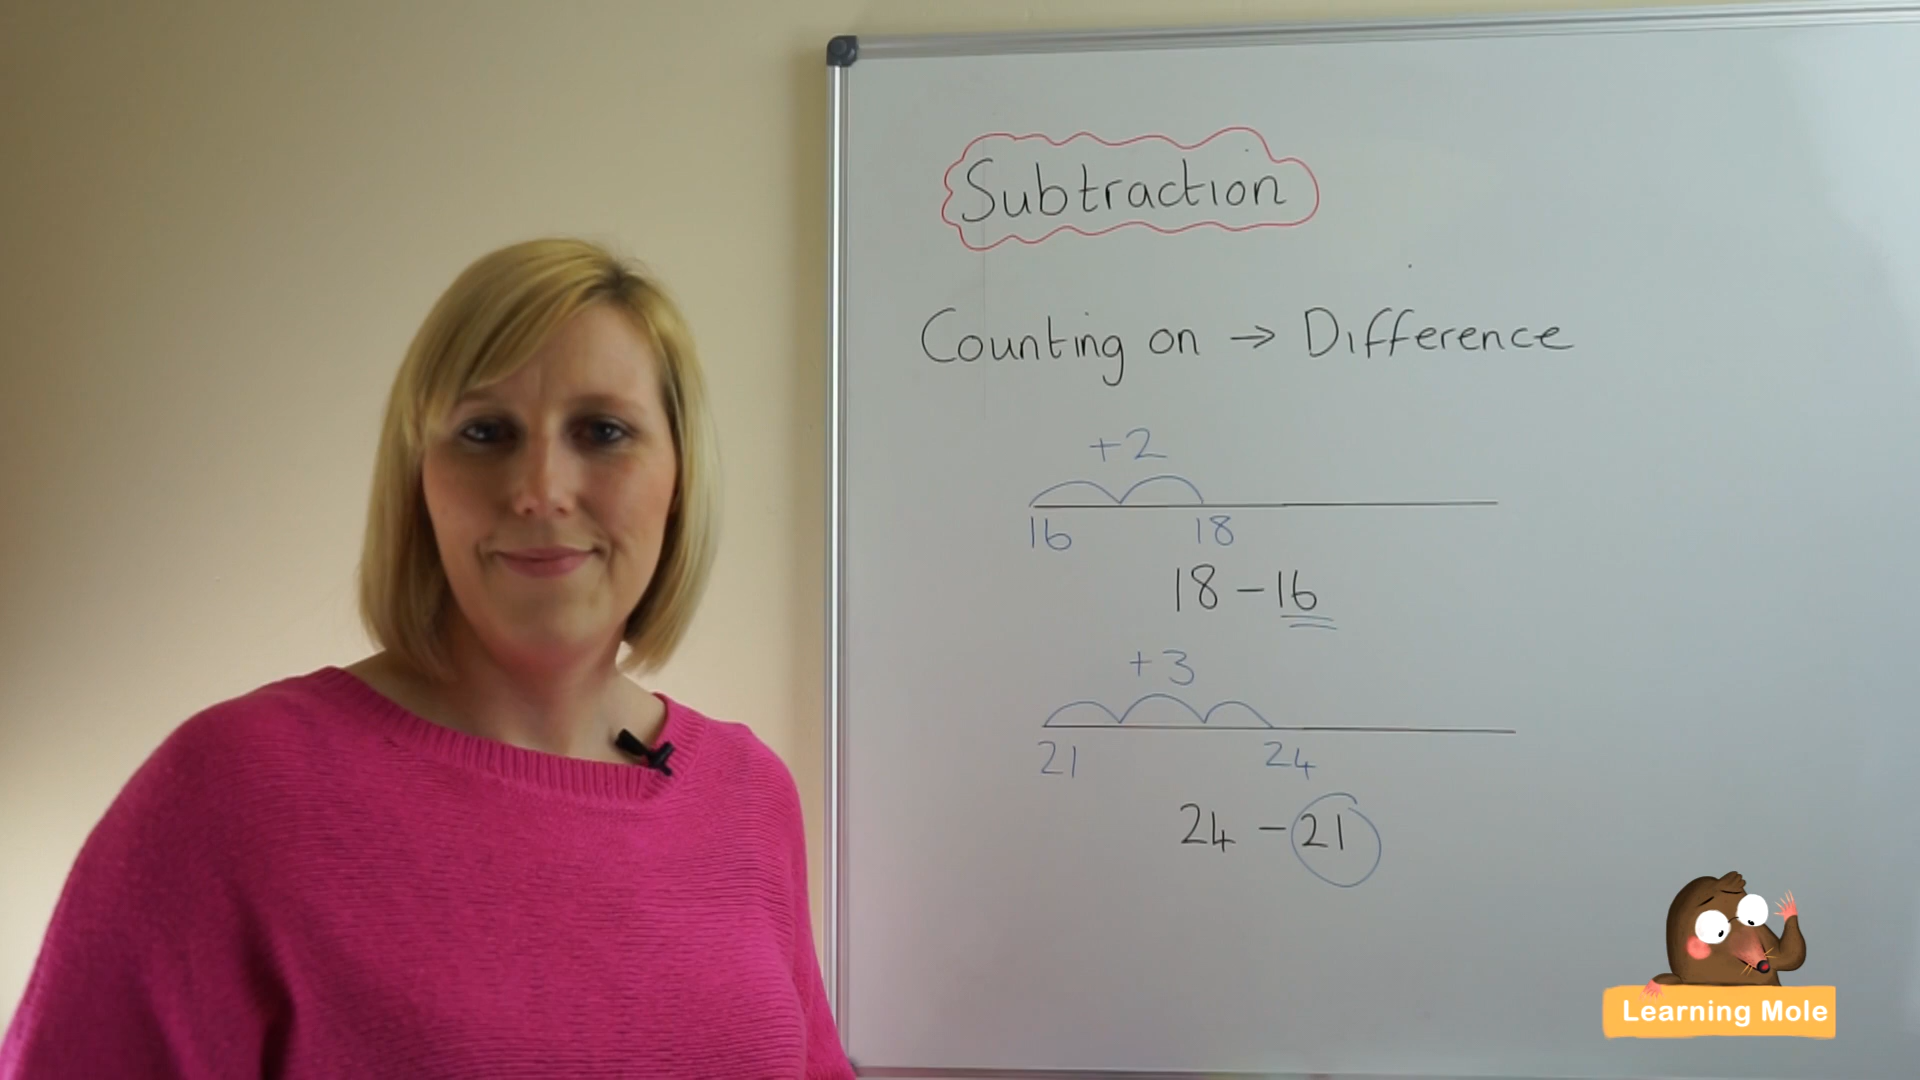 Subtraction
Counting on → Difference
+2
16 18
18 - 16
+3
21 24
24 - 21
Learning Mole